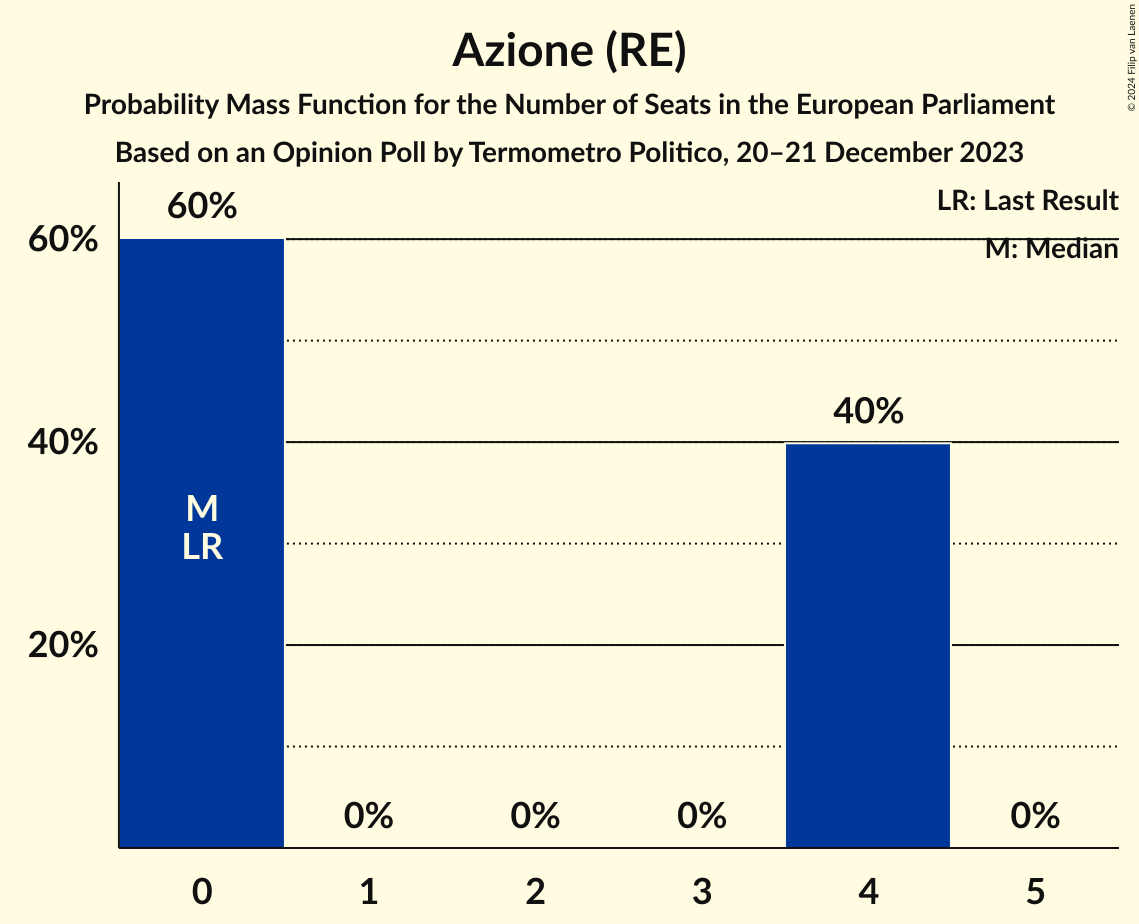 Azione (RE)
Probability Mass Function for the Number of Seats in the European Parliament
Based on an Opinion Poll by Termometro Politico, 20–21 December 2023
© 2024 Filip van Laenen
LR: Last Result
M: Median
60%
40%
20%
60%
M
LR
0%
0%
0%
40%
0%
0
1
2
3
4
5